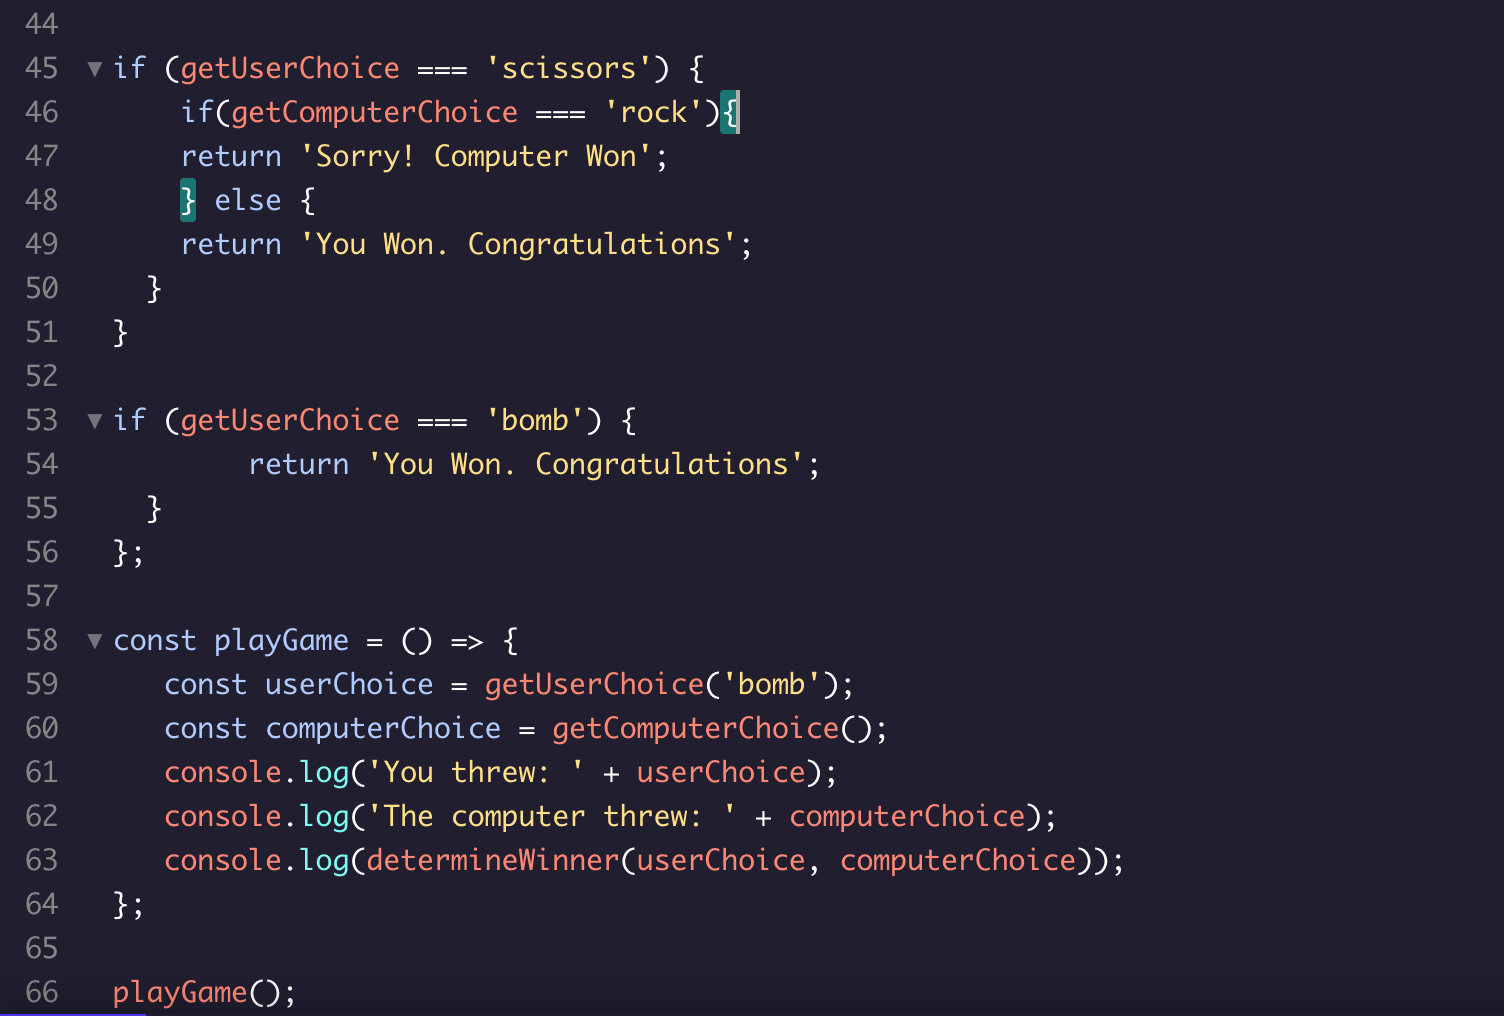 44
45 ▼ if (getUserChoice === 'scissors') {
46 if(getComputerChoice === 'rock'){
47 return 'Sorry! Computer Won';
48 } else {
49 return 'You Won. Congratulations';
50 }
51 }
52
53 ▼ if (getUserChoice === 'bomb') {
54 return 'You Won. Congratulations';
55 }
56 };
57
58 ▼ const playGame = () => {
59 const userChoice = getUserChoice('bomb');
60 const computerChoice = getComputerChoice();
61 console.log('You threw: ' + userChoice);
62 console.log('The computer threw: ' + computerChoice);
63 console.log(determineWinner(userChoice, computerChoice));
64 };
65
66 playGame();